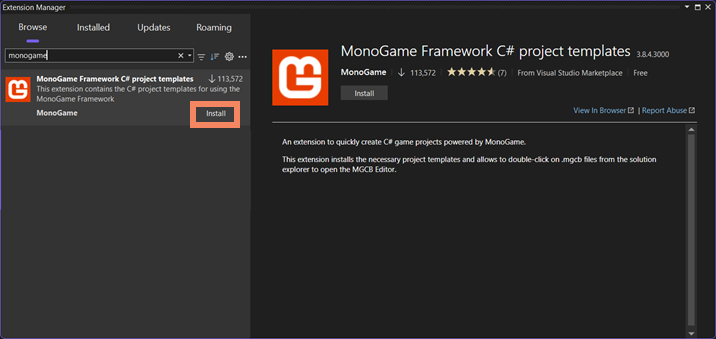 Extension Manager
Browse
Installed
Updates
Roaming
monogame
MonoGame Framework C# project templates
113,572
This extension contains the C# project templates for using the
MonoGame Framework
MonoGame
Install
MonoGame Framework C# project templates 3.8.4.3000
MonoGame 113,572 (7) From Visual Studio Marketplace Free
Install
View In Browser | Report Abuse
An extension to quickly create C# game projects powered by MonoGame.
This extension installs the necessary project templates and allows to double-click on .mgcb files from the solution
explorer to open the MGCB Editor.